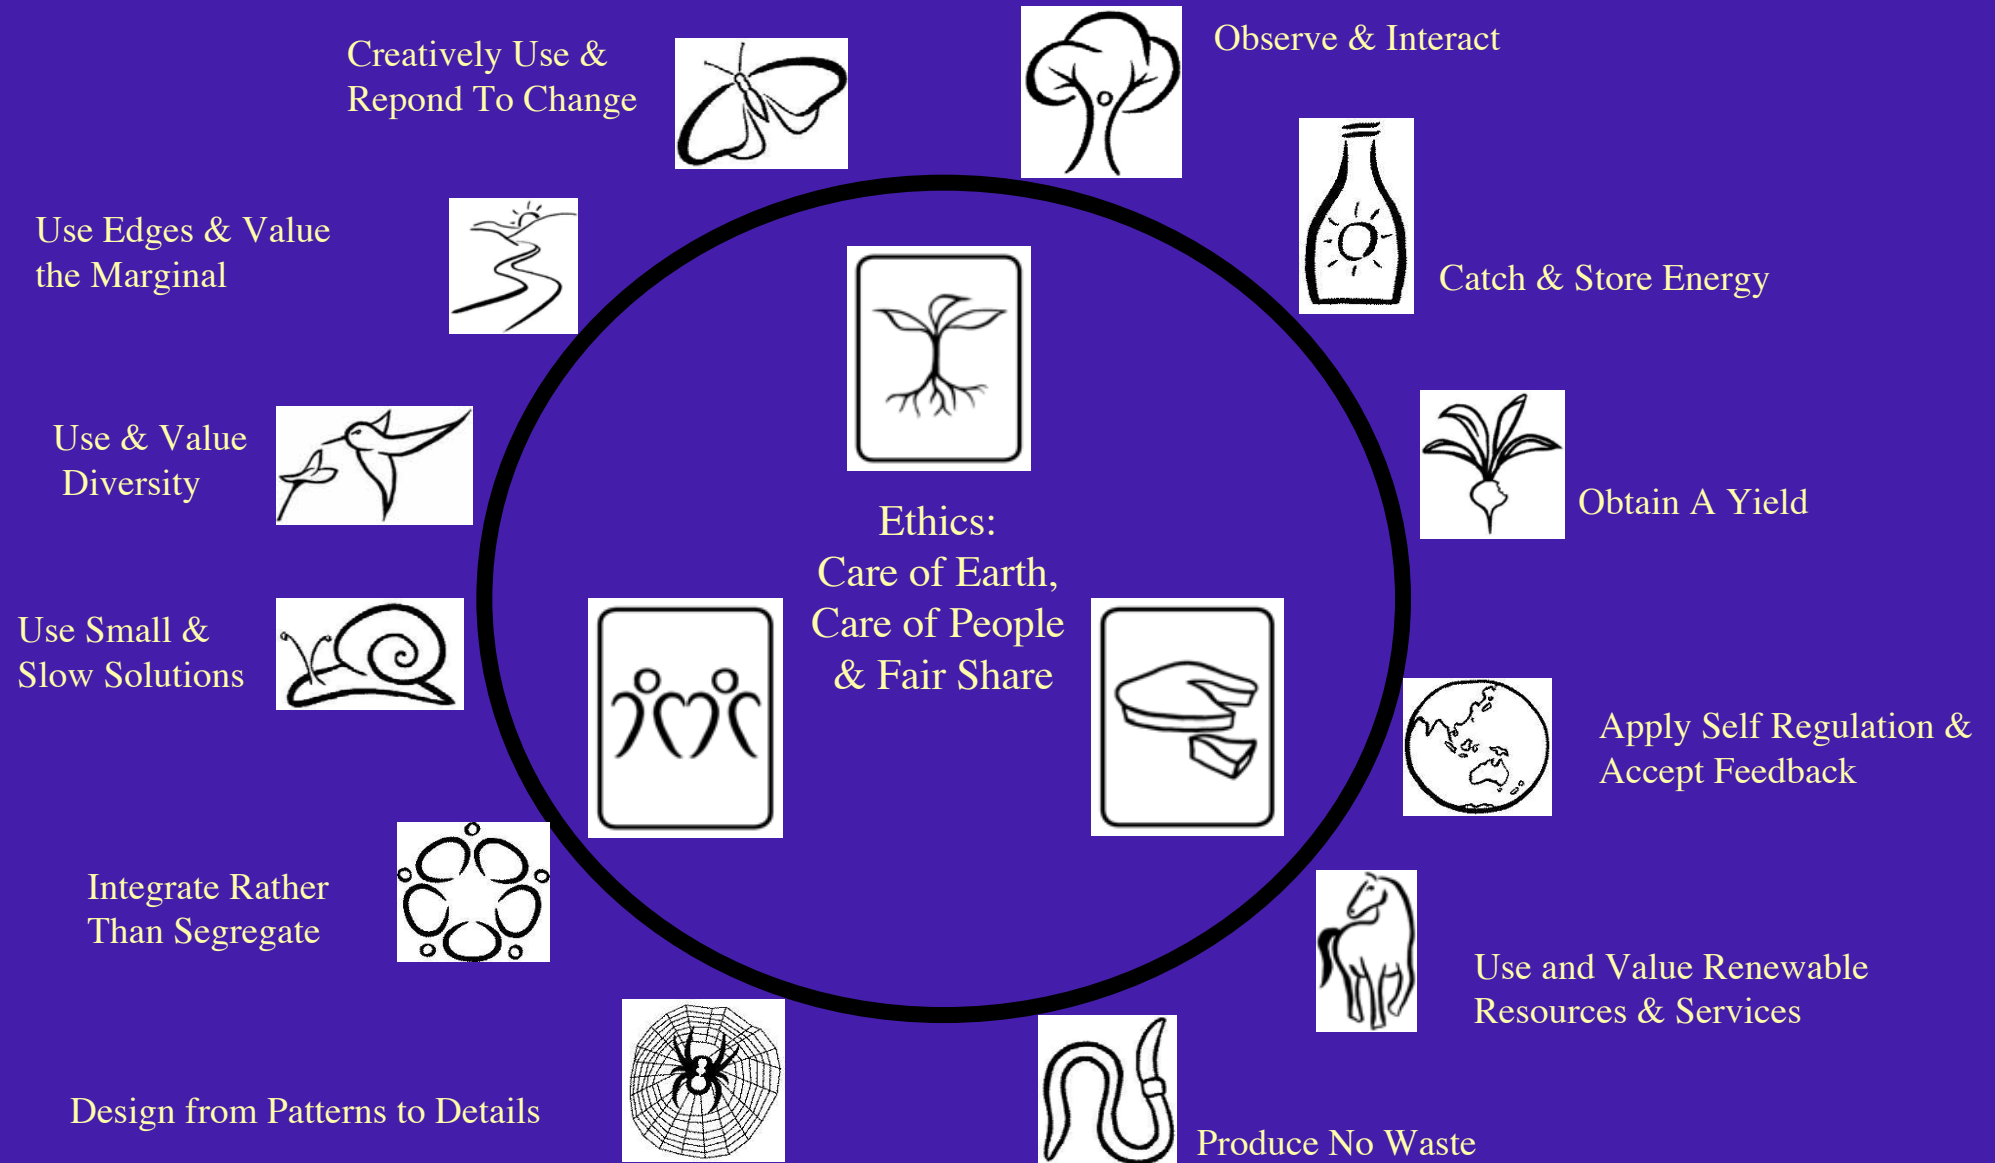 Creatively Use &
Repond To Change
Observe & Interact
Use Edges & Value
the Marginal
Catch & Store Energy
Use & Value
Diversity
Obtain A Yield
Ethics:
Care of Earth,
Care of People
& Fair Share
Use Small &
Slow Solutions
Apply Self Regulation &
Accept Feedback
Integrate Rather
Than Segregate
Use and Value Renewable
Resources & Services
Design from Patterns to Details
Produce No Waste